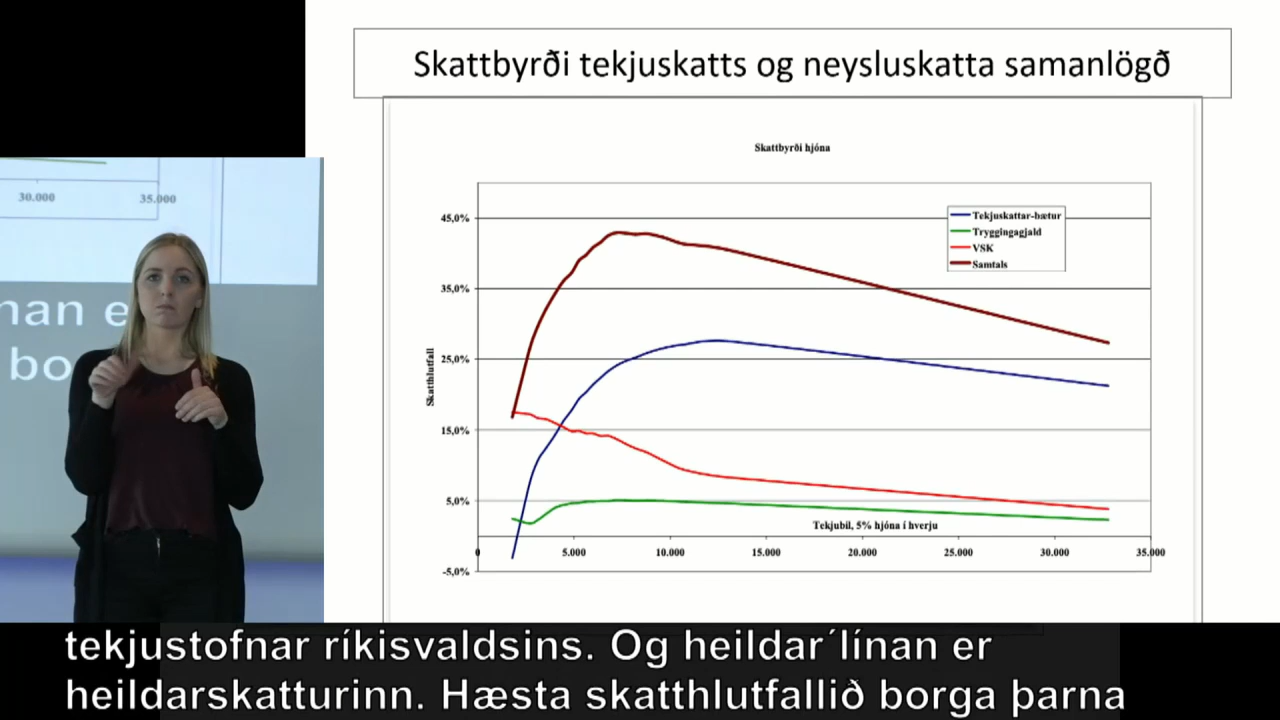 Skattbyrði tekjuskatts og neysluskatta samanlögð
Skattbyrði hjóna
Tekjuskattar-bætur
Tryggingagjald
VSK
Samtals
45,0%
35,0%
25,0%
15,0%
5,0%
-5,0%
Skatthlutfall
Tekjubil, 5% hjóna í hverju
0 5.000 10.000 15.000 20.000 25.000 30.000 35.000
30.000 35.000
nan e
bo
tekjustofnar ríkisvaldsins. Og heildar´línan er
heildarskatturinn. Hæsta skatthlutfallið borga þarna